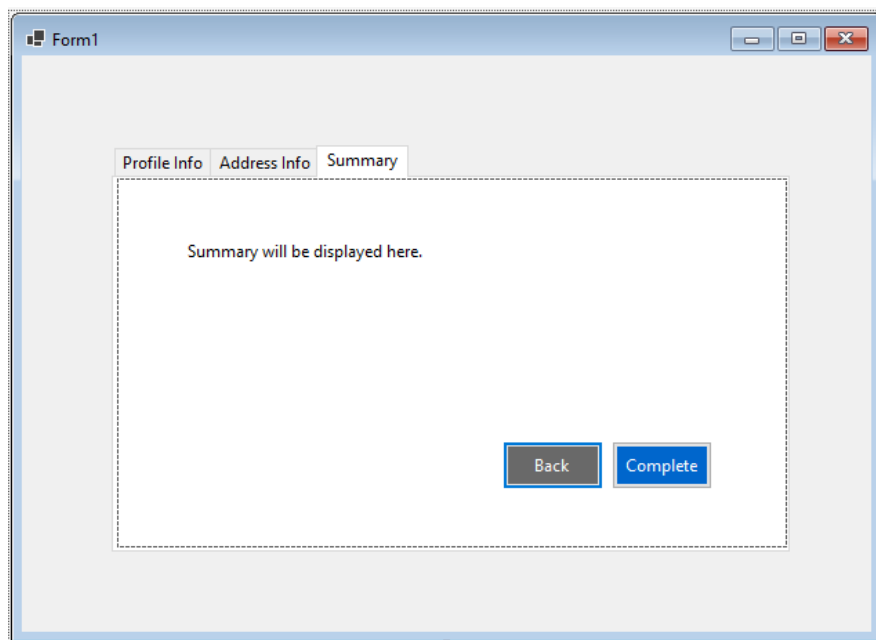 Form1
Profile Info Address Info Summary
Summary will be displayed here.
Back Complete